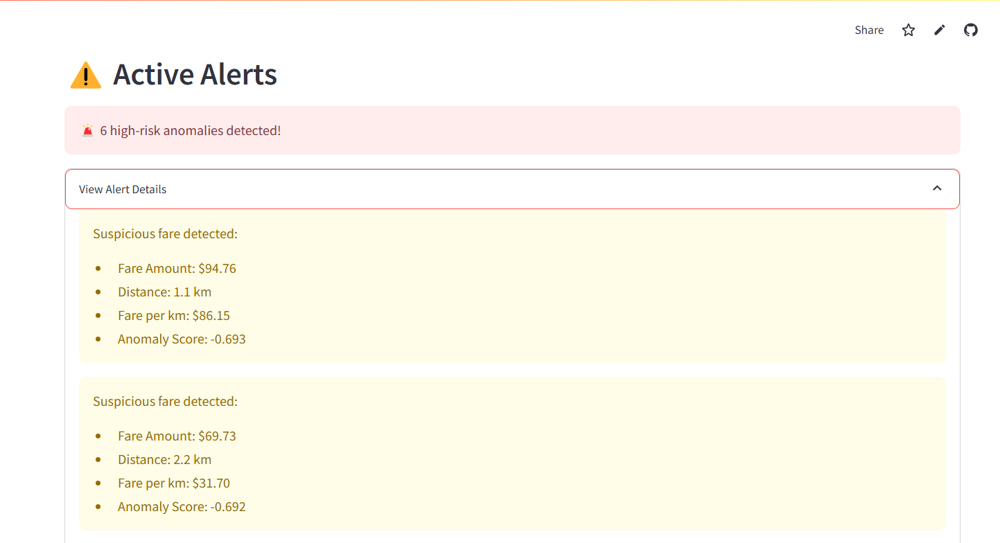 Share
Active Alerts
6 high-risk anomalies detected!
View Alert Details
Suspicious fare detected:
Fare Amount: $94.76
Distance: 1.1 km
Fare per km: $86.15
Anomaly Score: -0.693
Suspicious fare detected:
Fare Amount: $69.73
Distance: 2.2 km
Fare per km: $31.70
Anomaly Score: -0.692